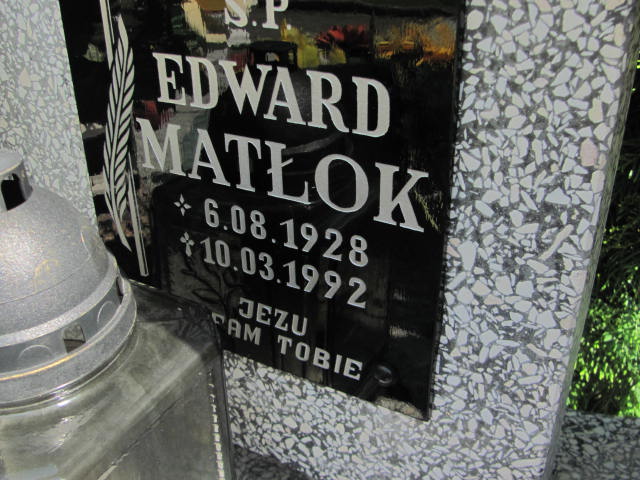 S.P
EDWARD
MATŁOK
6.08.1928
10.03.1992
JEZU
TOBIE